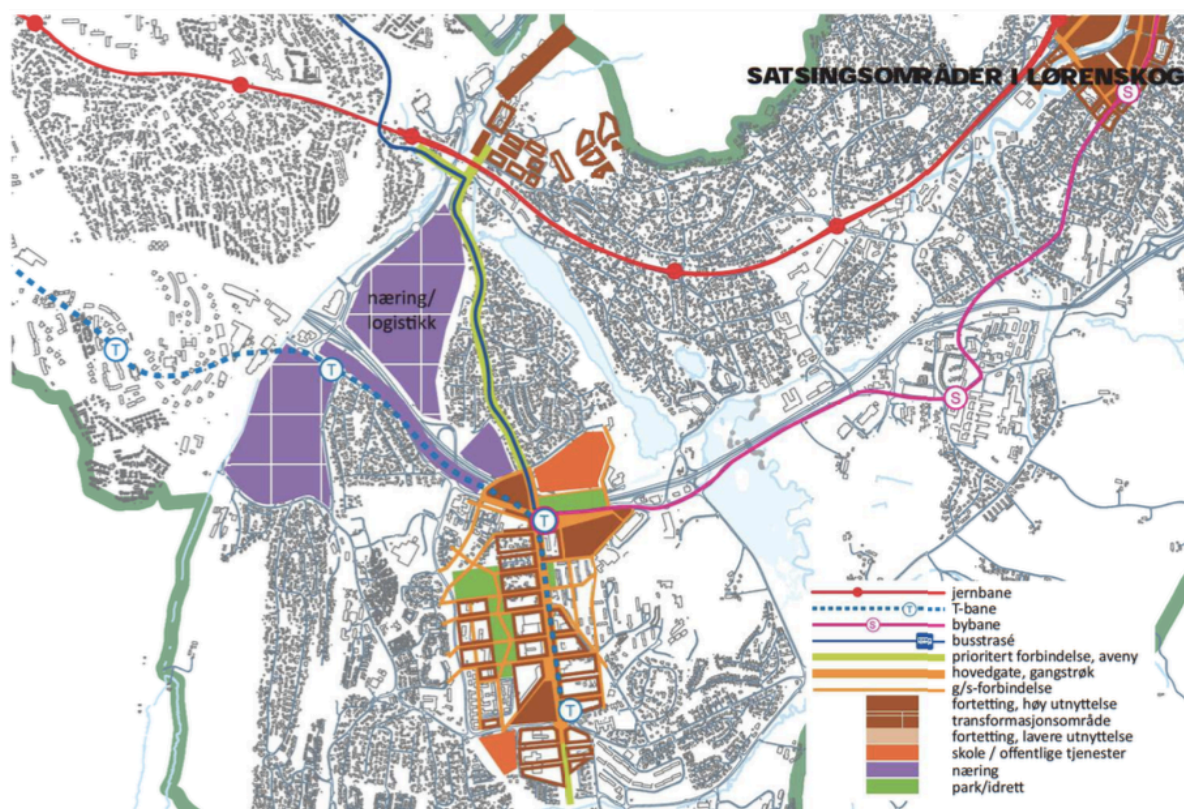 SATSINGSOMRÅDER I LØRENSKOG
næring/
logistikk
T
T
T
T
S
S
jernbane
T
T-bane
S
bybane
busstrasé
prioritert forbindelse, aveny
hovedgate, gangstrøk
g/s-forbindelse
fortetting, høy utnyttelse
transformasjonsområde
fortetting, lavere utnyttelse
skole / offentlige tjenester
næring
park/idrett